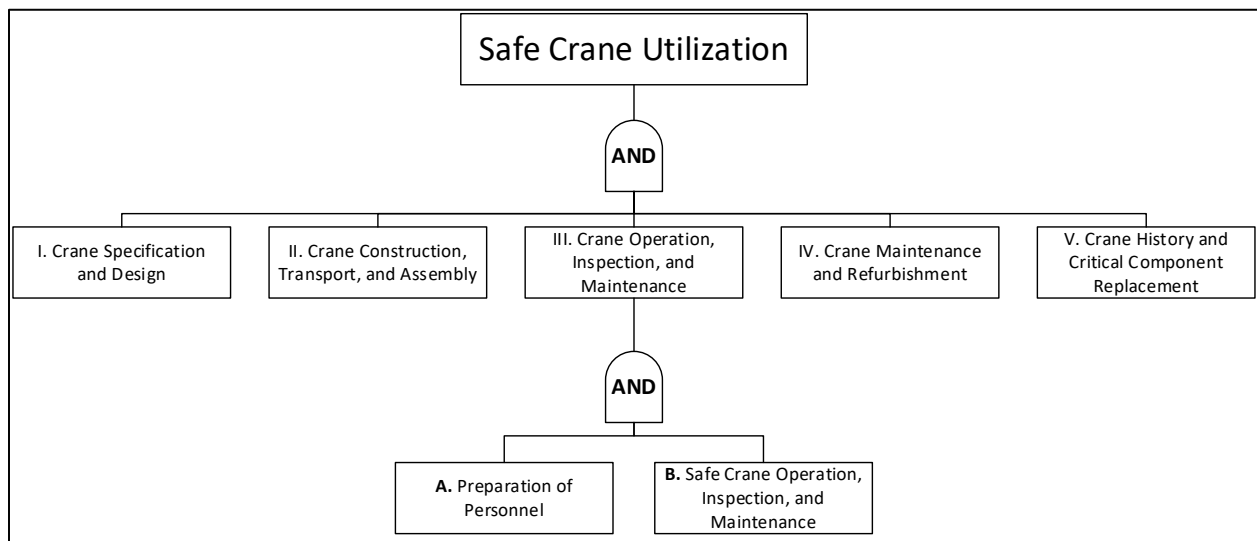 Safe Crane Utilization
AND
I. Crane Specification
and Design
II. Crane Construction,
Transport, and Assembly
III. Crane Operation,
Inspection, and
Maintenance
IV. Crane Maintenance
and Refurbishment
V. Crane History and
Critical Component
Replacement
AND
A. Preparation of
Personnel
B. Safe Crane Operation,
Inspection, and
Maintenance